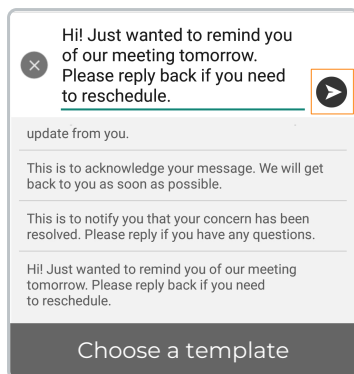 Hi! Just wanted to remind you
of our meeting tomorrow.
Please reply back if you need
to reschedule.
update from you.
This is to acknowledge your message. We will get
back to you as soon as possible.
This is to notify you that your concern has been
resolved. Please reply if you have any questions.
Hi! Just wanted to remind you of our meeting
tomorrow. Please reply back if you need
to reschedule.
Choose a template